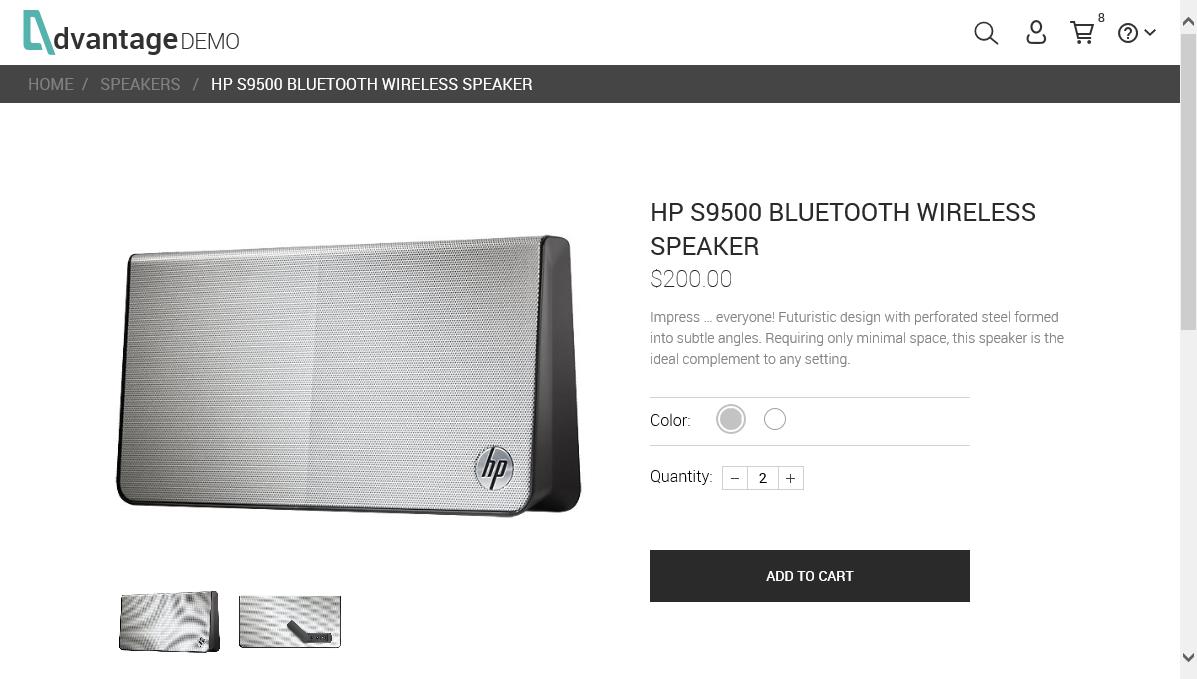 dvantage DEMO
8
HOME / SPEAKERS / HP S9500 BLUETOOTH WIRELESS SPEAKER
HP S9500 BLUETOOTH WIRELESS
SPEAKER
$200.00
Impress ... everyone! Futuristic design with perforated steel formed
into subtle angles. Requiring only minimal space, this speaker is the
ideal complement to any setting.
Color:
Quantity: − 2 +
hp
ADD TO CART